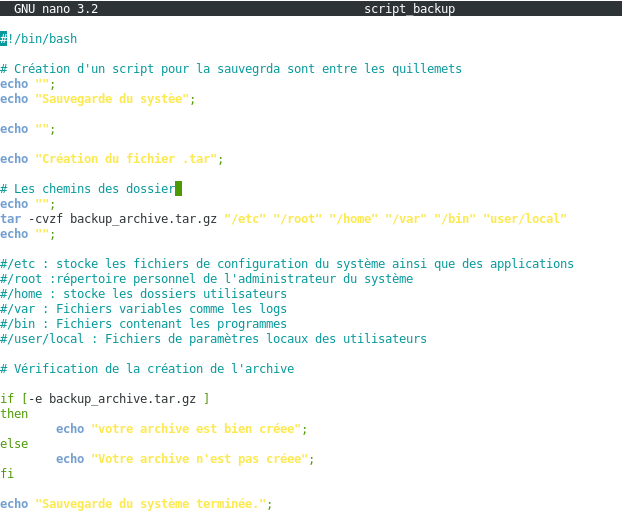 GNU nano 3.2 script_backup
#!/bin/bash
# Création d'un script pour la sauvegrda sont entre les quillemets
echo "";
echo "Sauvegarde du systèe";
echo "";
echo "Création du fichier .tar";
# Les chemins des dossier
echo "";
tar -cvzf backup_archive.tar.gz "/etc" "/root" "/home" "/var" "/bin" "user/local"
echo "";
#/etc : stocke les fichiers de configuration du système ainsi que des applications
#/root :répertoire personnel de l'administrateur du système
#/home : stocke les dossiers utilisateurs
#/var : Fichiers variables comme les logs
#/bin : Fichiers contenant les programmes
#/user/local : Fichiers de paramètres locaux des utilisateurs
# Vérification de la création de l'archive
if [-e backup_archive.tar.gz ]
then
echo "votre archive est bien créee";
else
echo "Votre archive n'est pas créee";
fi
echo "Sauvegarde du système terminée.";